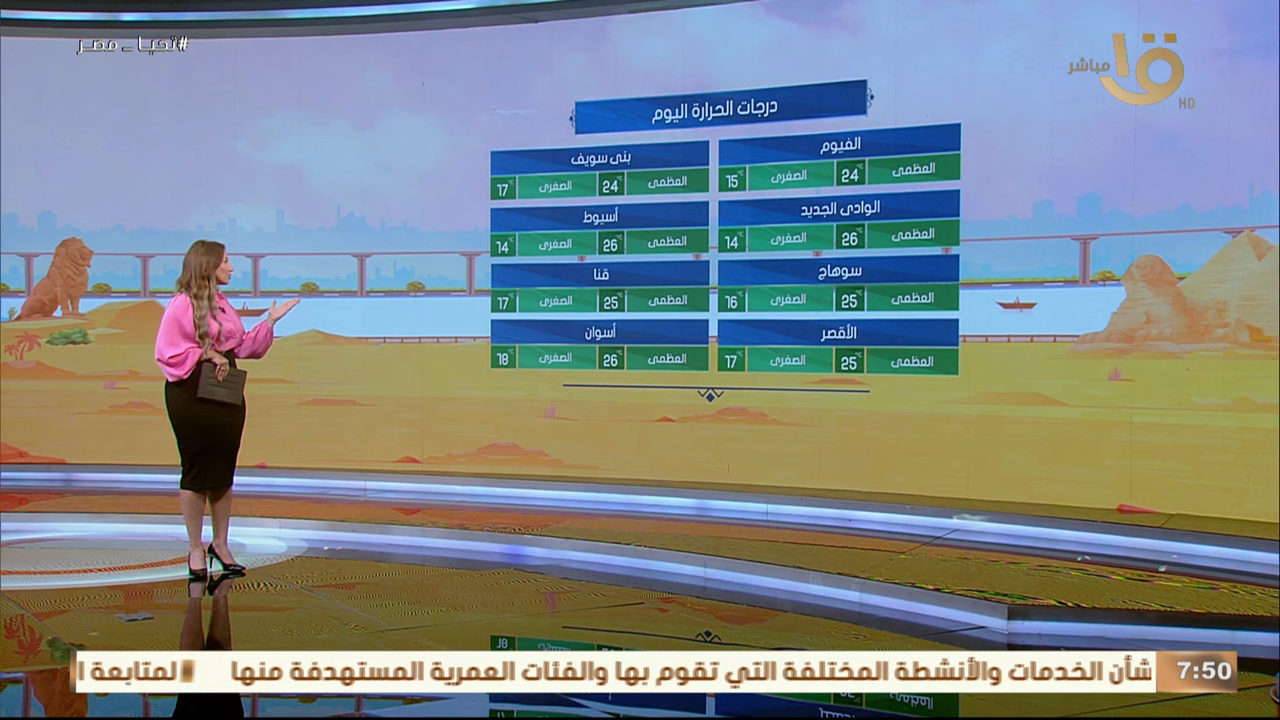 #تحيا_مصر
مباشر
HD
درجات الحرارة اليوم
الفيوم
العظمى 24°c الصغرى 15°c
بنى سويف
العظمى 24°c الصغرى 17°c
الوادى الجديد
العظمى 26°c الصغرى 14°c
أسيوط
العظمى 26°c الصغرى 14°c
سوهاج
العظمى 25°c الصغرى 16°c
قنا
العظمى 25°c الصغرى 17°c
الأقصر
العظمى 25°c الصغرى 17°c
أسوان
العظمى 26°c الصغرى 18°c
7:50
شأن الخدمات والأنشطة المختلفة التي تقوم بها والفئات العمرية المستهدفة منها لمتابعة ا